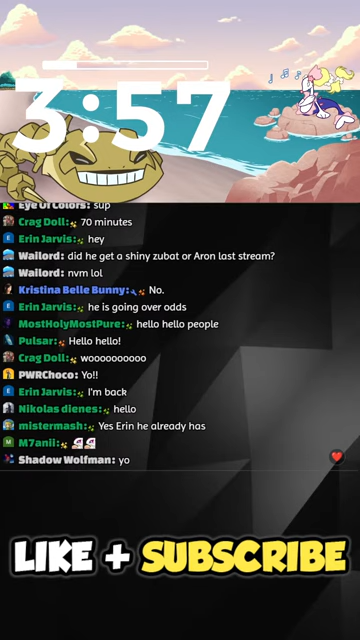 3:57
Eye Of Colors: sup
Crag Doll: 70 minutes
Erin Jarvis: hey
Wailord: did he get a shiny zubat or Aron last stream?
Wailord: nvm lol
Kristina Belle Bunny: No.
Erin Jarvis: he is going over odds
MostHolyMostPure: hello hello people
Pulsar: Hello hello!
Crag Doll: woooooooooo
PWRChoco: Yo!!
Erin Jarvis: I'm back
Nikolas dienes: hello
mistermash: Yes Erin he already has
M M7anii:
Shadow Wolfman: yo
LIKE + SUBSCRIBE